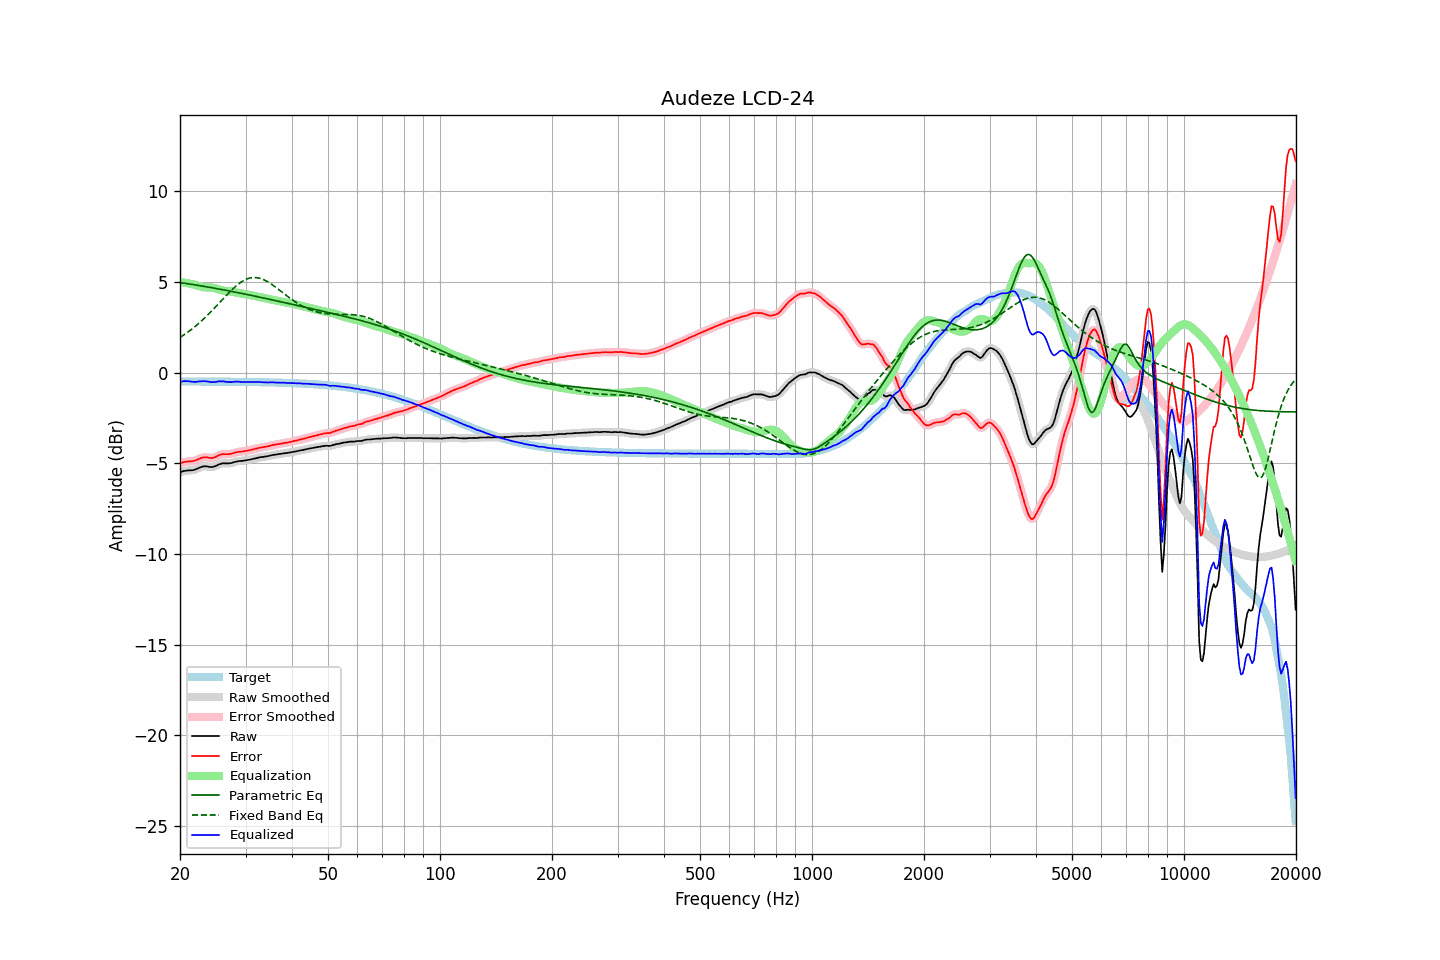 Audeze LCD-24
Amplitude (dBr)
10
5
0
−5
−10
−15
−20
−25
Target
Raw Smoothed
Error Smoothed
Raw
Error
Equalization
Parametric Eq
Fixed Band Eq
Equalized
20 50 100 200 500 1000 2000 5000 10000 20000
Frequency (Hz)